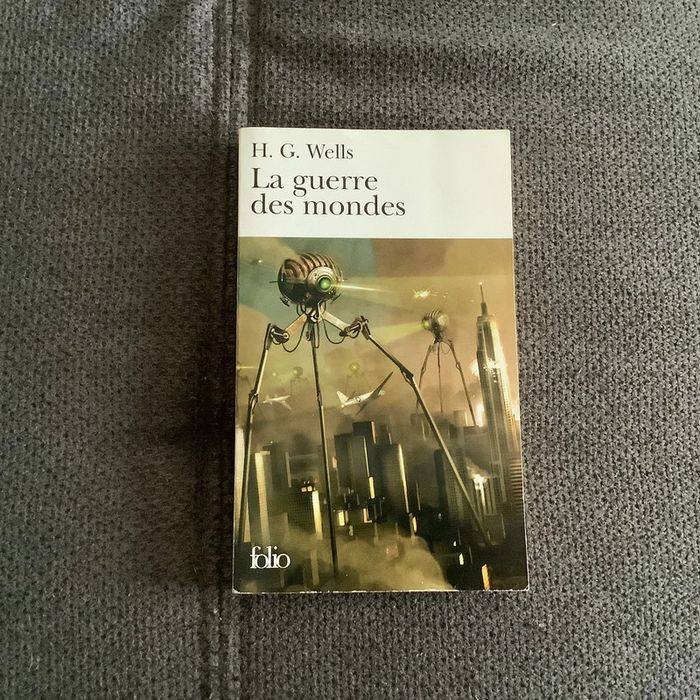 H. G. Wells
La guerre
des mondes
folio